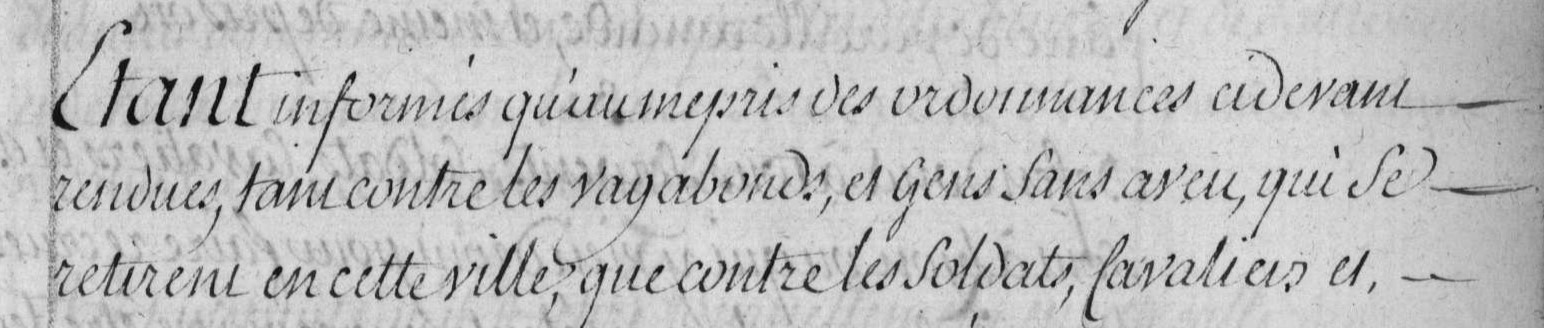 Etant informés qu'au mepris des ordonnances cidevant
rendues, tant contre les vagabonds, et Gens Sans aveu, qui Se
retirent en cette ville, que contre les Soldats, Cavaliers et,